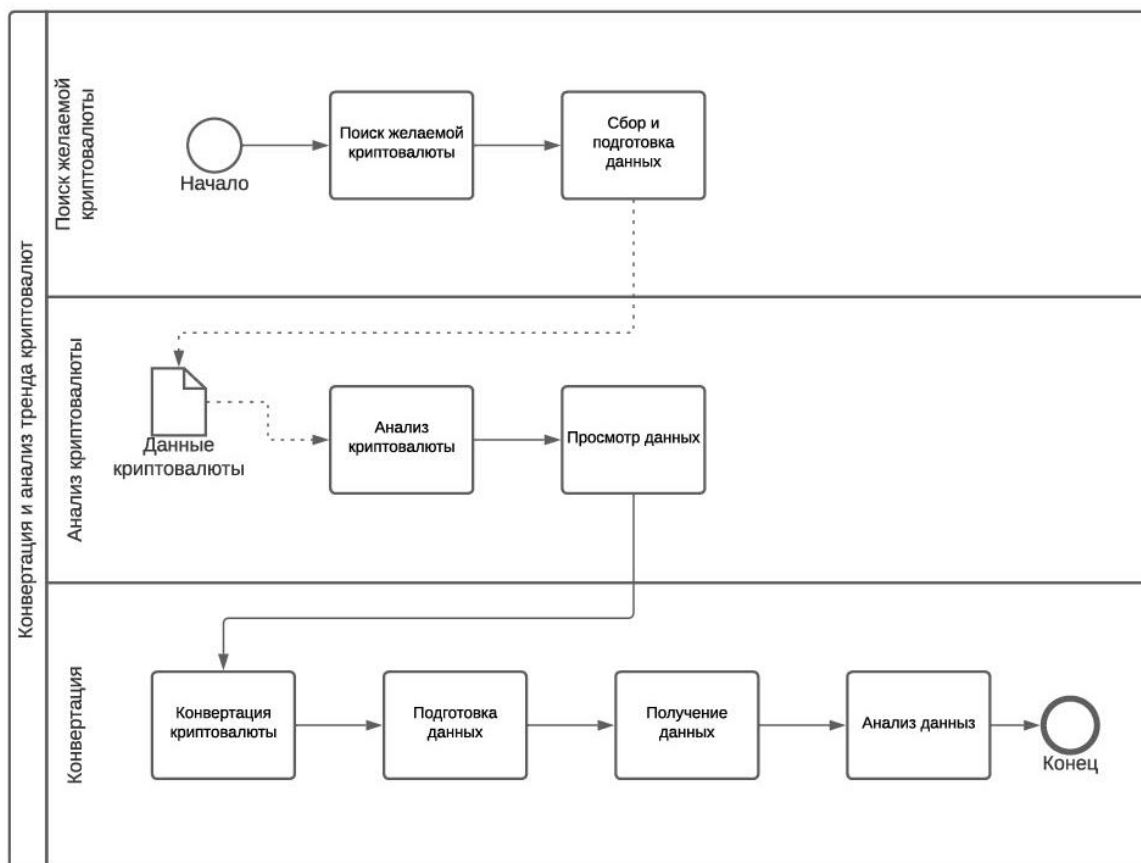 Конвертация и анализ тренда криптовалют
Поиск желаемой
криптовалюты
Начало
Поиск желаемой
криптовалюты
Сбор и
подготовка
данных
Анализ криптовалюты
Данные
криптовалюты
Анализ
криптовалюты
Просмотр данных
Конвертация
Конвертация
криптовалюты
Подготовка
данных
Получение
данных
Анализ данныз
Конец